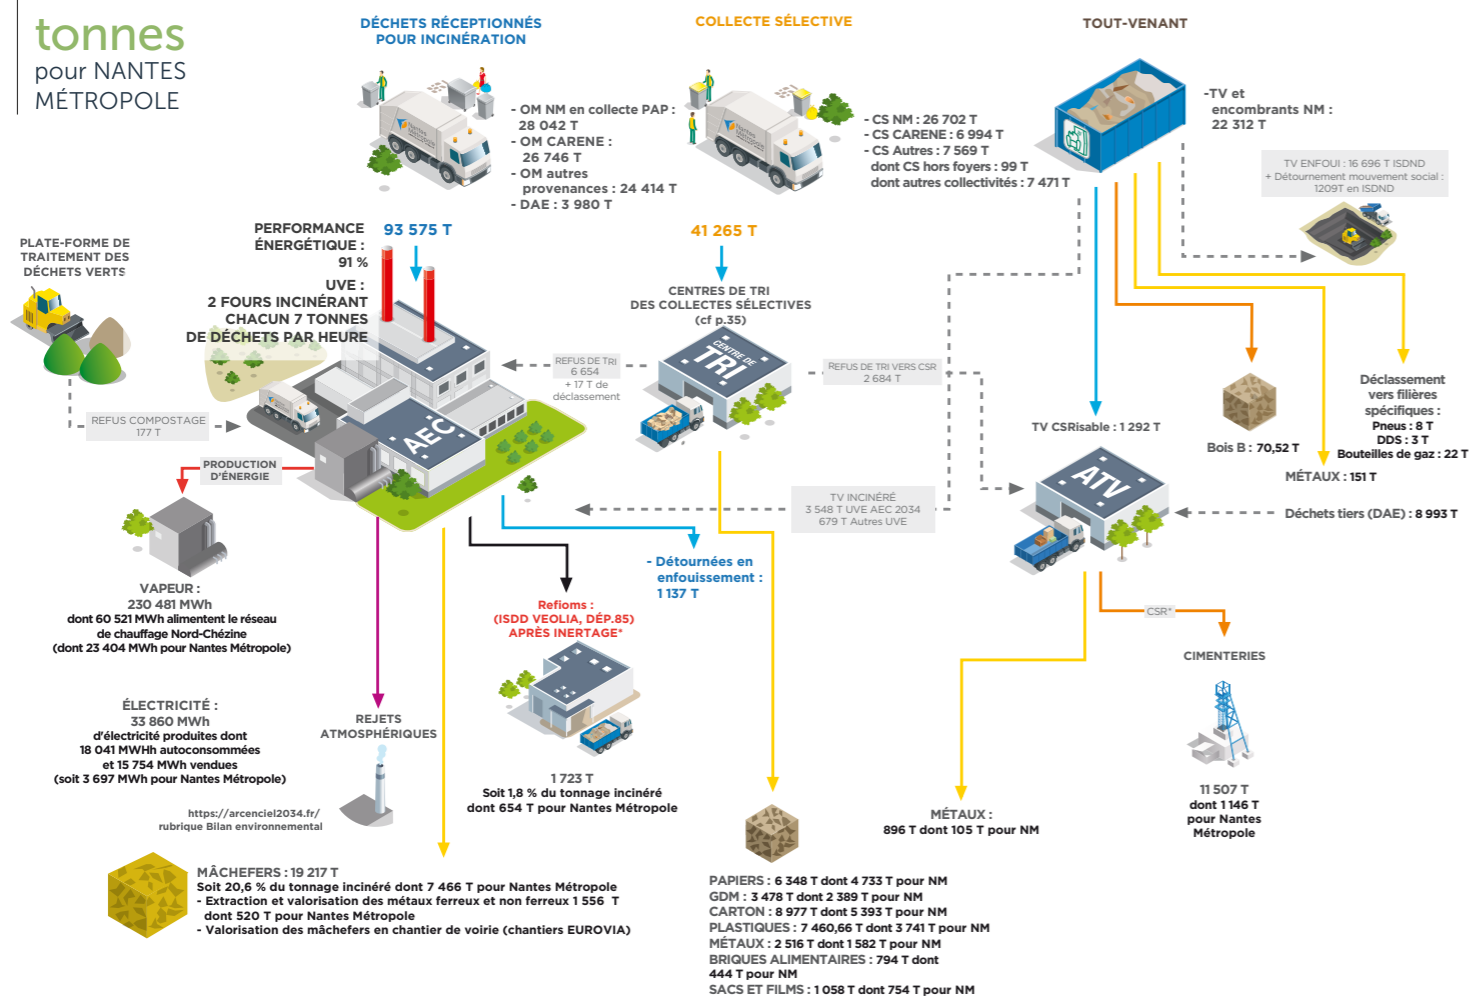 tonnes
pour NANTES
MÉTROPOLE
DÉCHETS RÉCEPTIONNÉS
POUR INCINÉRATION
- OM NM en collecte PAP :
28 042 T
- OM CARENE :
26 746 T
- OM autres
provenances : 24 414 T
- DAE : 3 980 T
COLLECTE SÉLECTIVE
- CS NM : 26 702 T
- CS CARENE : 6 994 T
- CS Autres : 7 569 T
dont CS hors foyers : 99 T
dont autres collectivités : 7 471 T
TOUT-VENANT
-TV et
encombrants NM :
22 312 T
TV ENFOUI : 16 696 T ISDND
+ Détournement mouvement social :
1209T en ISDND
PLATE-FORME DE
TRAITEMENT DES
DÉCHETS VERTS
PERFORMANCE
ÉNERGÉTIQUE :
91 %
UVE :
2 FOURS INCINÉRANT
CHACUN 7 TONNES
DE DÉCHETS PAR HEURE
93 575 T
41 265 T
CENTRES DE TRI
DES COLLECTES SÉLECTIVES
(cf p.35)
CENTRE DE
TRI
REFUS DE TRI
6 654
+ 17 T de
déclassement
REFUS DE TRI VERS CSR
2 684 T
REFUS COMPOSTAGE
177 T
AEC
PRODUCTION
D'ÉNERGIE
TV CSRisable : 1 292 T
Bois B : 70,52 T
Déclassement
vers filières
spécifiques :
Pneus : 8 T
DDS : 3 T
Bouteilles de gaz : 22 T
MÉTAUX : 151 T
ATV
Déchets tiers (DAE) : 8 993 T
TV INCINÉRÉ
3 548 T UVE AEC 2034
679 T Autres UVE
- Détournées en
enfouissement :
1 137 T
VAPEUR :
230 481 MWh
dont 60 521 MWh alimentent le réseau
de chauffage Nord-Chézine
(dont 23 404 MWh pour Nantes Métropole)
ÉLECTRICITÉ :
33 860 MWh
d'électricité produites dont
18 041 MWHh autoconsommées
et 15 754 MWh vendues
(soit 3 697 MWh pour Nantes Métropole)
https://arcenciel2034.fr/
rubrique Bilan environnemental
REJETS
ATMOSPHÉRIQUES
Refioms :
(ISDD VEOLIA, DÉP.85)
APRÈS INERTAGE*
1 723 T
Soit 1,8 % du tonnage incinéré
dont 654 T pour Nantes Métropole
CSR*
CIMENTERIES
11 507 T
dont 1 146 T
pour Nantes
Métropole
MÉTAUX :
896 T dont 105 T pour NM
MÂCHEFERS : 19 217 T
Soit 20,6 % du tonnage incinéré dont 7 466 T pour Nantes Métropole
- Extraction et valorisation des métaux ferreux et non ferreux 1 556 T
dont 520 T pour Nantes Métropole
- Valorisation des mâchefers en chantier de voirie (chantiers EUROVIA)
PAPIERS : 6 348 T dont 4 733 T pour NM
GDM : 3 478 T dont 2 389 T pour NM
CARTON : 8 977 T dont 5 393 T pour NM
PLASTIQUES : 7 460,66 T dont 3 741 T pour NM
MÉTAUX : 2 516 T dont 1 582 T pour NM
BRIQUES ALIMENTAIRES : 794 T dont
444 T pour NM
SACS ET FILMS : 1 058 T dont 754 T pour NM
Nantes
Métropole
Nantes
Métropole